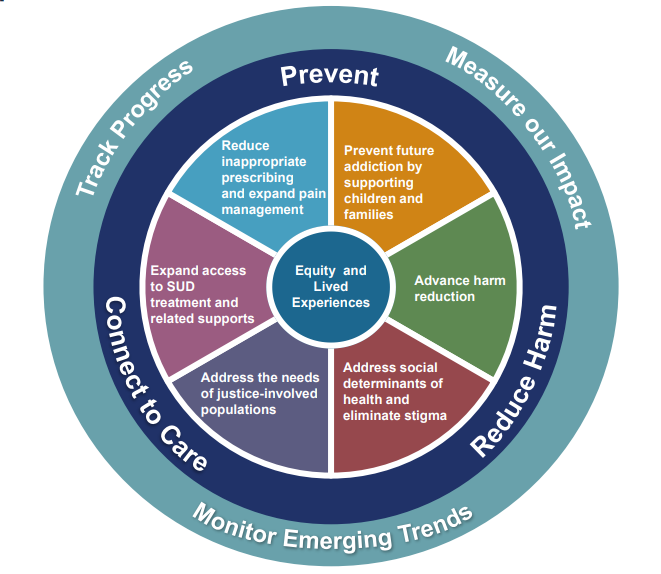 Track Progress
Measure our Impact
Monitor Emerging Trends
Prevent
Reduce Harm
Connect to Care
Reduce
inappropriate
prescribing
and expand pain
management
Prevent future
addiction by
supporting
children and
families
Advance harm
reduction
Address social
determinants of
health and
eliminate stigma
Address the needs
of justice-involved
populations
Expand access
to SUD
treatment and
related supports
Equity and
Lived
Experiences